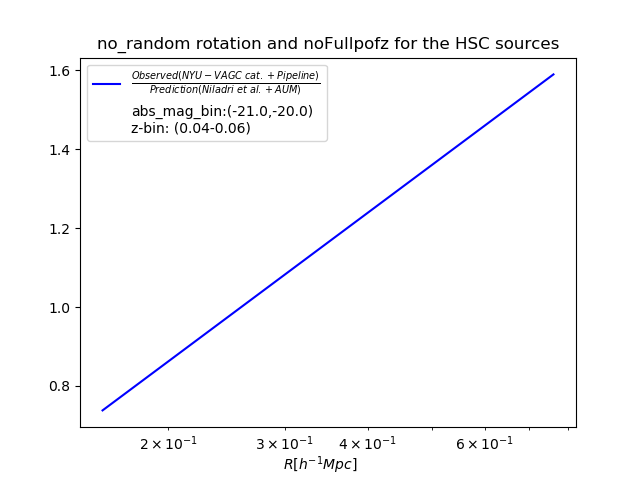 no_random rotation and noFullpofz for the HSC sources
Observed(NYU−VAGC cat.+Pipeline)
Prediction(Niladri et al.+AUM)
abs_mag_bin:(-21.0,-20.0)
z-bin: (0.04-0.06)
1.6
1.4
1.2
1.0
0.8
2×10⁻¹ 3×10⁻¹ 4×10⁻¹ 6×10⁻¹
R[h⁻¹Mpc]